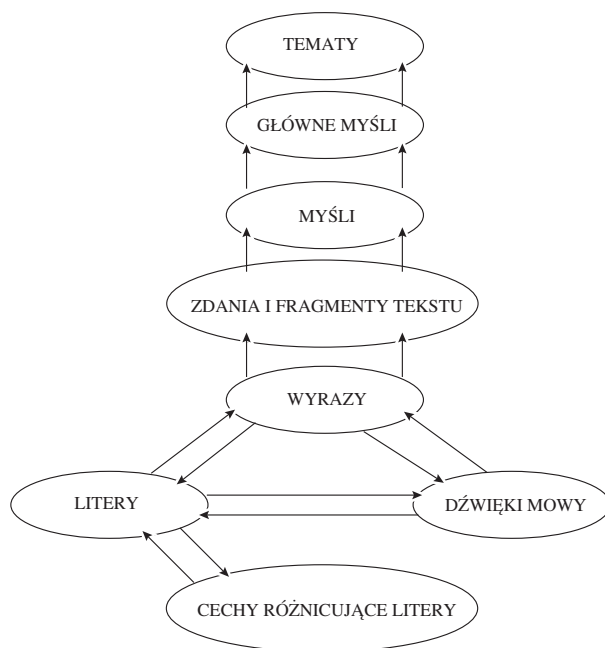 TEMATY
GŁÓWNE MYŚLI
MYŚLI
ZDANIA I FRAGMENTY TEKSTU
WYRAZY
LITERY
DŹWIĘKI MOWY
CECHY RÓŻNICUJĄCE LITERY